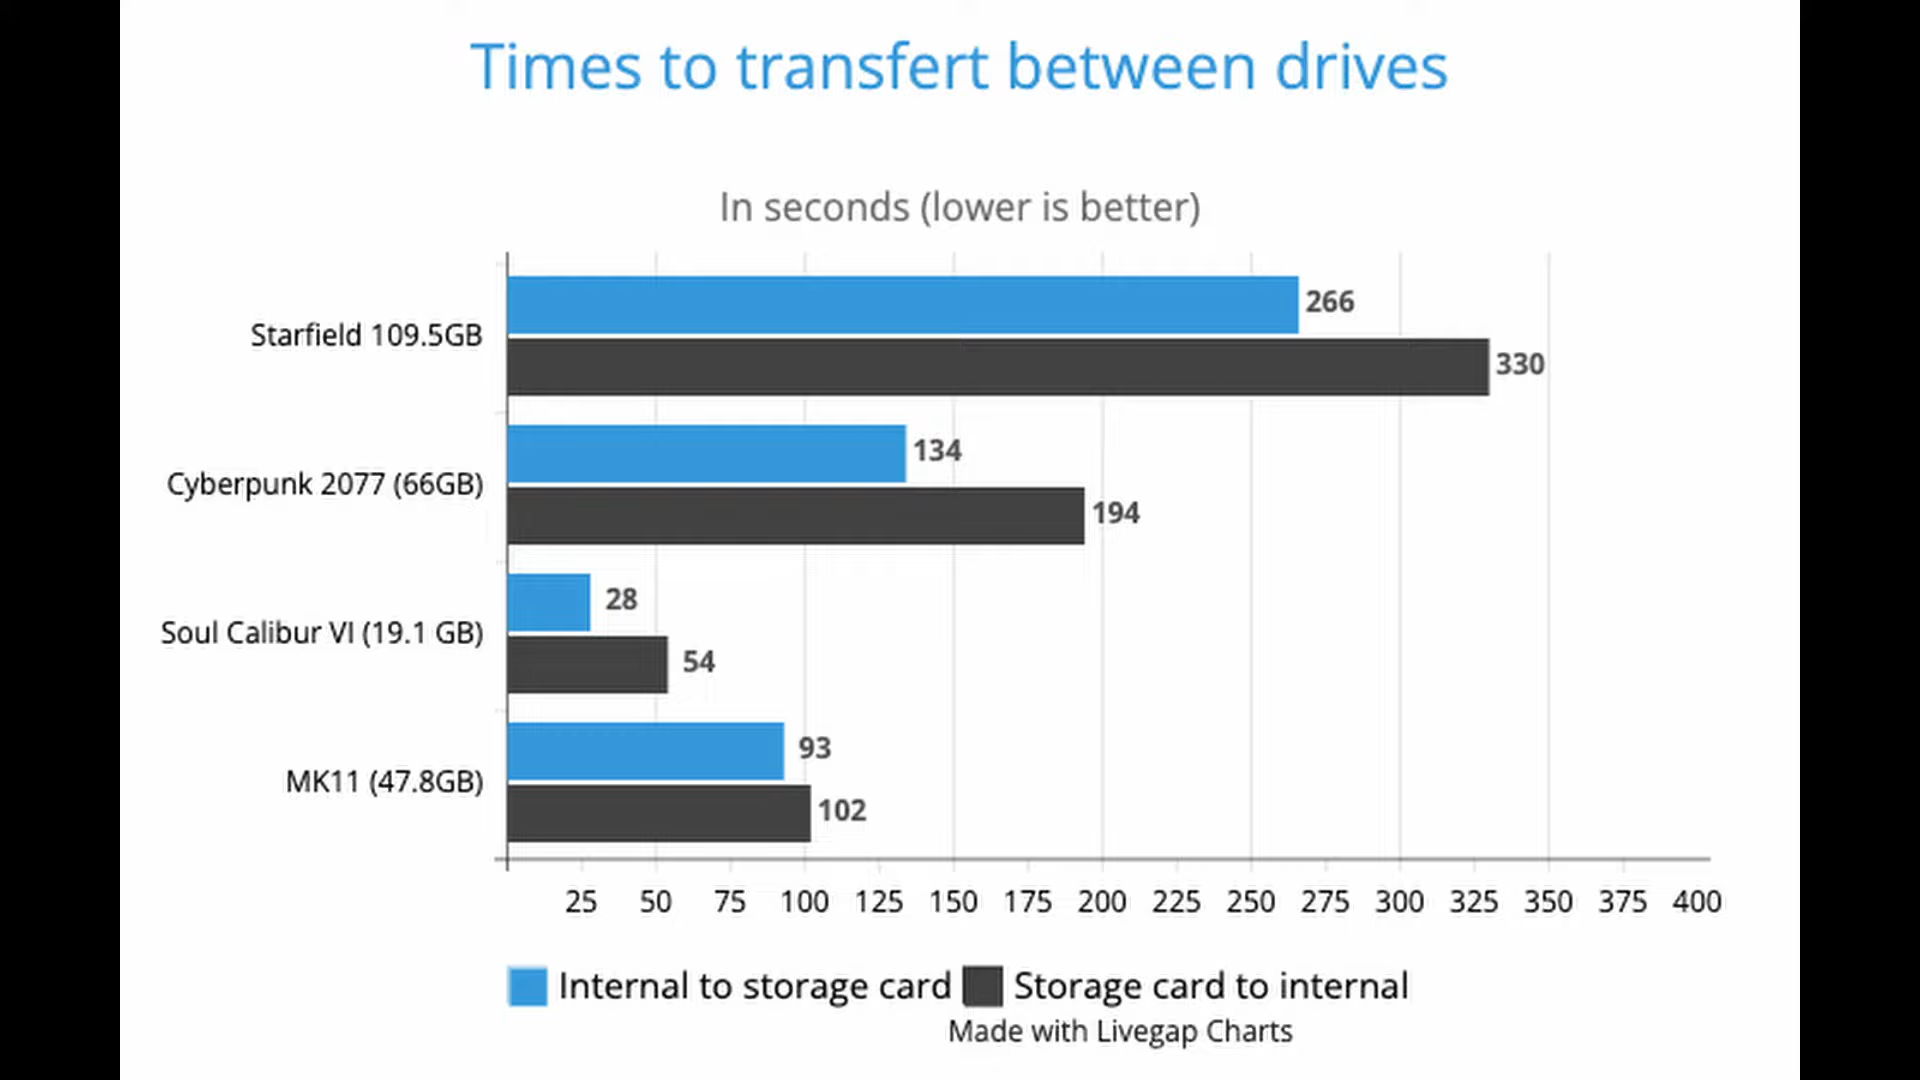 Times to transfert between drives
In seconds (lower is better)
Starfield 109.5GB
266
330
Cyberpunk 2077 (66GB)
134
194
Soul Calibur VI (19.1 GB)
28
54
MK11 (47.8GB)
93
102
25 50 75 100 125 150 175 200 225 250 275 300 325 350 375 400
Internal to storage card Storage card to internal
Made with Livegap Charts